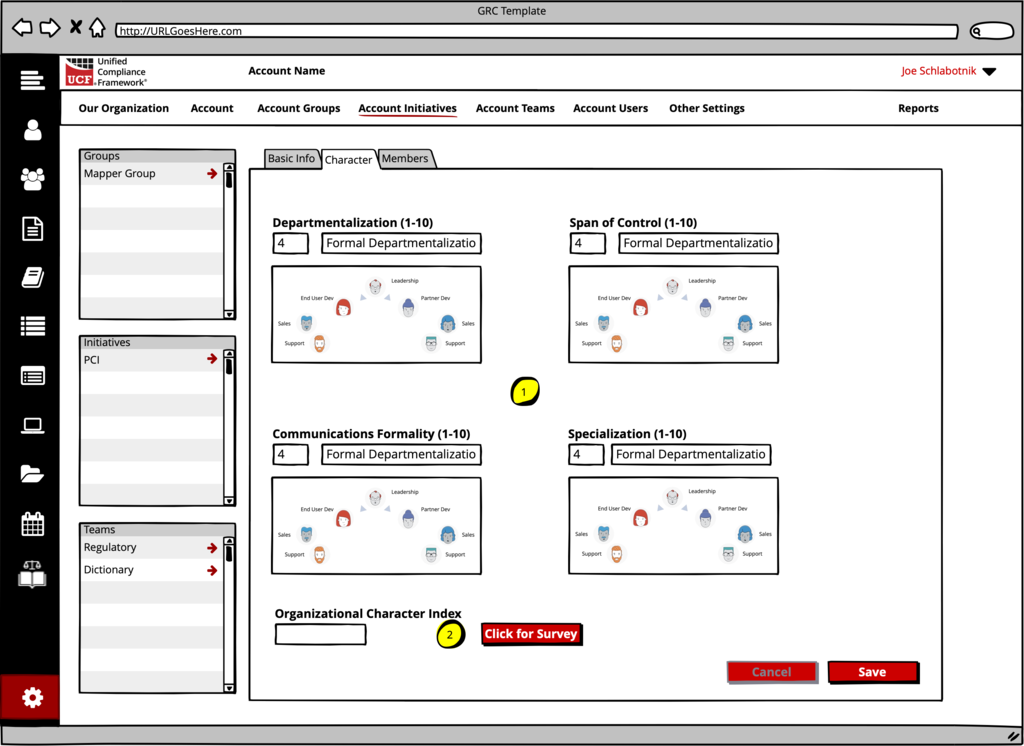 GRC Template
http://URLGoesHere.com
Unified
Compliance
Framework®
UCF
Account Name
Joe Schlabotnik
Our Organization Account Account Groups Account Initiatives Account Teams Account Users Other Settings Reports
Groups
Mapper Group
Initiatives
PCI
Teams
Regulatory
Dictionary
Basic Info Character Members
Departmentalization (1-10)
4 Formal Departmentalizatio
Leadership
End User Dev Partner Dev
Sales Sales
Support Support
Span of Control (1-10)
4 Formal Departmentalizatio
Leadership
End User Dev Partner Dev
Sales Sales
Support Support
1
Communications Formality (1-10)
4 Formal Departmentalizatio
Leadership
End User Dev Partner Dev
Sales Sales
Support Support
Specialization (1-10)
4 Formal Departmentalizatio
Leadership
End User Dev Partner Dev
Sales Sales
Support Support
Organizational Character Index
2 Click for Survey
Cancel Save